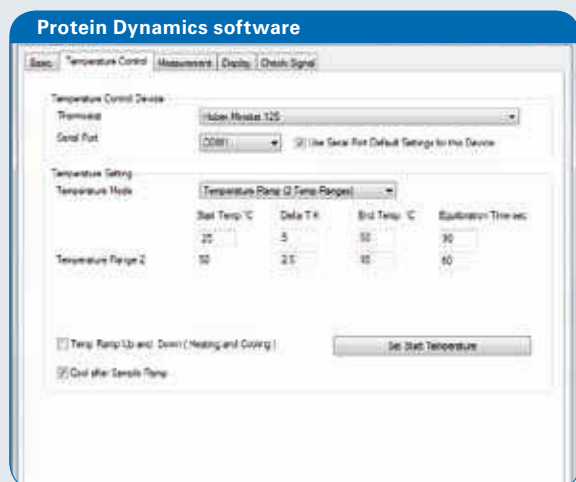 Protein Dynamics software
Basic Temperature Control Measurement Display Check Signal
Temperature Control Device
Thermostat Huber Ministat 125
Serial Port COM1 Use Serial Port Default Settings for this Device
Temperature Setting
Temperature Mode Temperature Ramp (2 Temp Ranges)
Start Temp °C Delta T K End Temp °C Equilibration Time sec
5 50
Temperature Range 2 50 2.5 60
Temp Ramp Up and Down (Heating and Cooling) Set Start Temperature
Cool after Sample Ramp